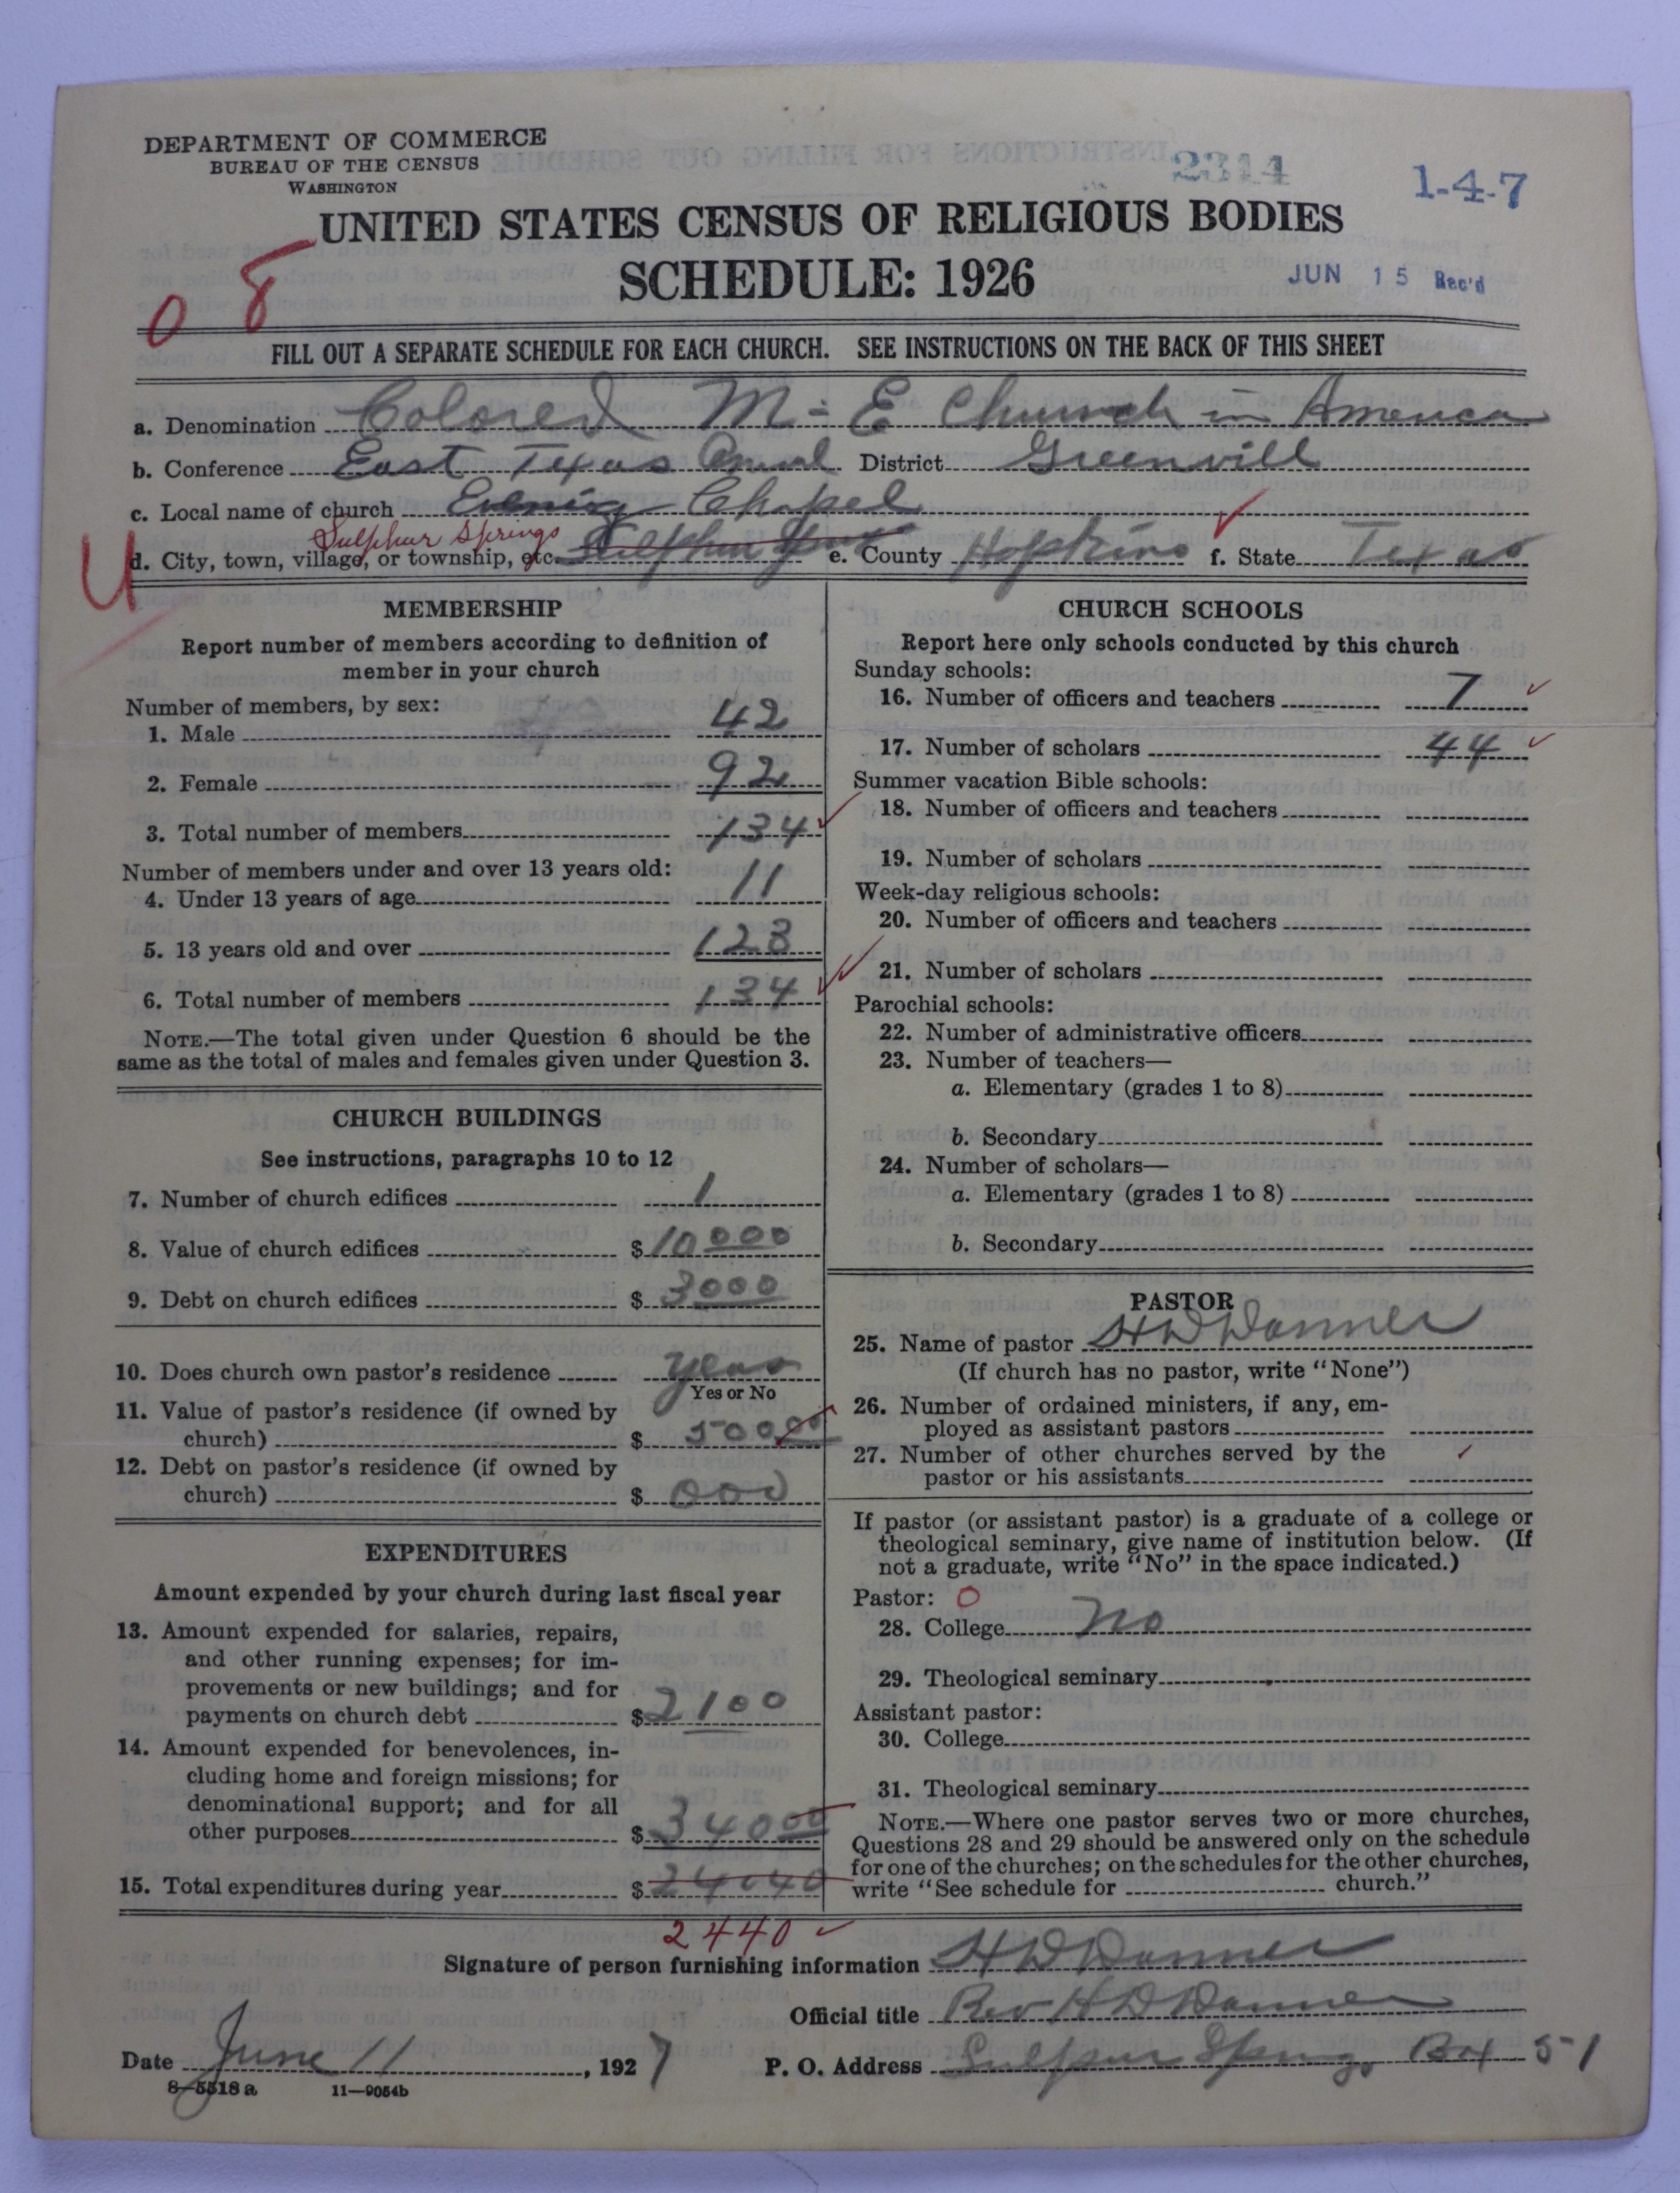 DEPARTMENT OF COMMERCE
BUREAU OF THE CENSUS
WASHINGTON
2314
1-4-7
UNITED STATES CENSUS OF RELIGIOUS BODIES
SCHEDULE: 1926
JUN 15 Rec'd
0 8
FILL OUT A SEPARATE SCHEDULE FOR EACH CHURCH. SEE INSTRUCTIONS ON THE BACK OF THIS SHEET
a. Denomination Colored M-E Church in America
b. Conference East Texas Anual District Greenvill
c. Local name of church Chapel
Sulphur Springs
U
d. City, town, village, or township, etc. Sulphur e. County Hopkins f. State Texas
MEMBERSHIP
Report number of members according to definition of
member in your church
Number of members, by sex:
1. Male 42
2. Female 92
3. Total number of members 134
Number of members under and over 13 years old:
4. Under 13 years of age 11
5. 13 years old and over 123
6. Total number of members 134
NOTE.—The total given under Question 6 should be the
same as the total of males and females given under Question 3.
CHURCH BUILDINGS
See instructions, paragraphs 10 to 12
7. Number of church edifices 1
8. Value of church edifices $10000
9. Debt on church edifices $3000
10. Does church own pastor's residence yeas
Yes or No
11. Value of pastor's residence (if owned by
church) $ 50000
12. Debt on pastor's residence (if owned by
church) $ 000
EXPENDITURES
Amount expended by your church during last fiscal year
13. Amount expended for salaries, repairs,
and other running expenses; for im-
provements or new buildings; and for
payments on church debt $2100
14. Amount expended for benevolences, in-
cluding home and foreign missions; for
denominational support; and for all
other purposes $34000
15. Total expenditures during year $24040
2440
CHURCH SCHOOLS
Report here only schools conducted by this church
Sunday schools:
16. Number of officers and teachers 7
17. Number of scholars 44
Summer vacation Bible schools:
18. Number of officers and teachers
19. Number of scholars
Week-day religious schools:
20. Number of officers and teachers
21. Number of scholars
Parochial schools:
22. Number of administrative officers
23. Number of teachers—
a. Elementary (grades 1 to 8)
b. Secondary
24. Number of scholars—
a. Elementary (grades 1 to 8)
b. Secondary
PASTOR
25. Name of pastor H D Danner
(If church has no pastor, write "None")
26. Number of ordained ministers, if any, em-
ployed as assistant pastors
27. Number of other churches served by the
pastor or his assistants
If pastor (or assistant pastor) is a graduate of a college or
theological seminary, give name of institution below. (If
not a graduate, write "No" in the space indicated.)
Pastor: 0
28. College no
29. Theological seminary
Assistant pastor:
30. College
31. Theological seminary
NOTE.—Where one pastor serves two or more churches,
Questions 28 and 29 should be answered only on the schedule
for one of the churches; on the schedules for the other churches,
write "See schedule for church."
Signature of person furnishing information H D Danner
Official title Rev H D Danner
Date June 11, 1927 P. O. Address Sulphur Springs Box 51
8-5518a 11-9054b